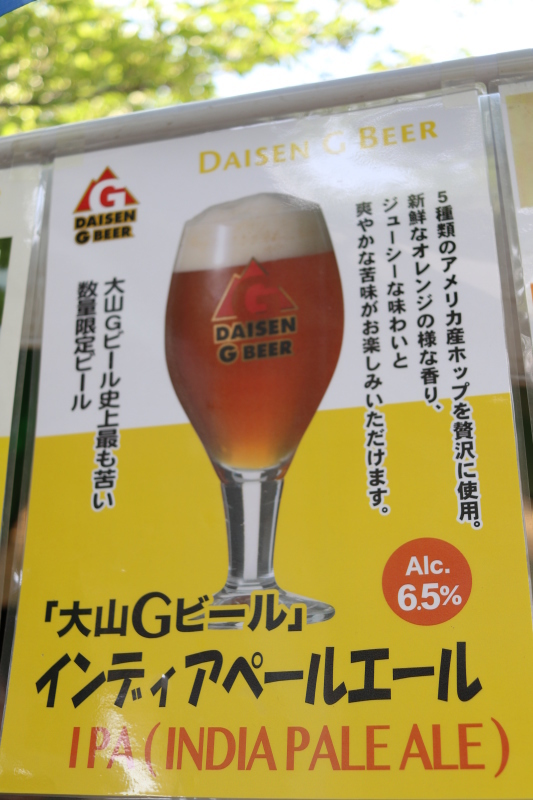 DAISEN G BEER
G
DAISEN
G BEER
5種類のアメリカ産ホップを贅沢に使用。
新鮮なオレンジの様な香り、
ジューシーな味わいと
爽やかな苦味がお楽しみいただけます。
G
DAISEN
G BEER
大山Gビール史上最も苦い
数量限定ビール
Alc.
6.5%
「大山Gビール」
インディアペールエール
IPA(INDIA PALE ALE)